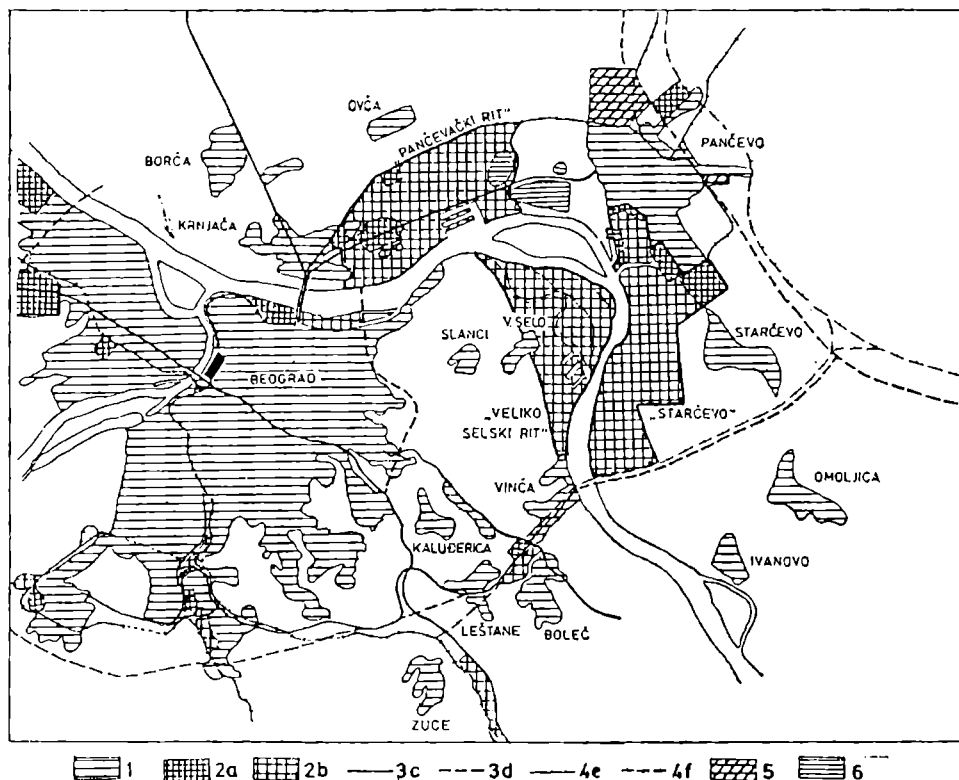 OVČA
„PANČEVAČKI RIT"
PANČEVO
BORČA
KRNJAČA
SLANCI
V.SELO
STARČEVO
BEOGRAD
„VELIKO
SELSKI RIT"
„STARČEVO"
VINČA
OMOLJICA
KALUĐERICA
IVANOVO
LEŠTANE
BOLEČ
ZUCE
1 2a 2b 3c 3d 4e 4f 5 6